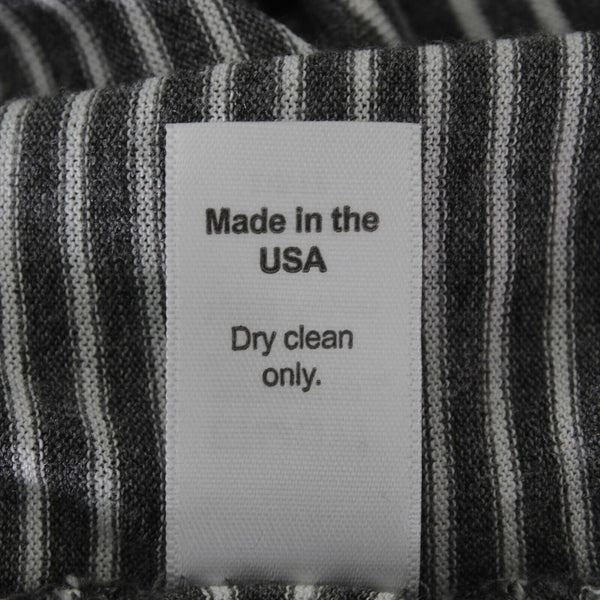 Made in the
USA
Dry clean
only.